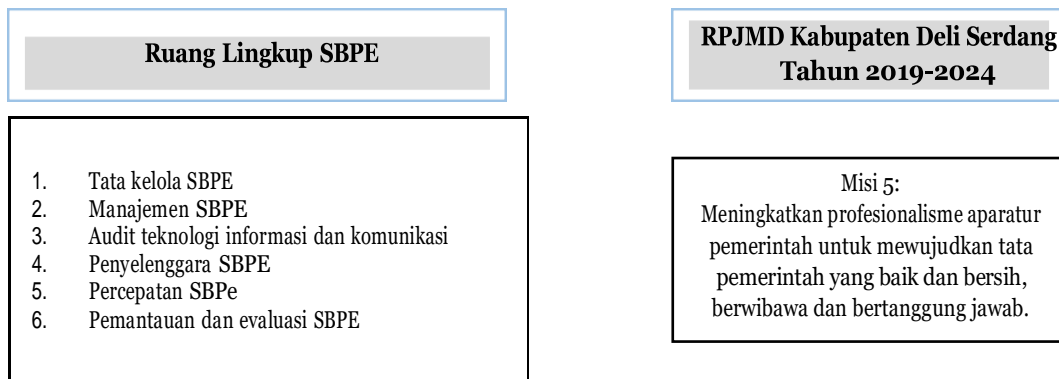 Ruang Lingkup SBPE
1. Tata kelola SBPE
2. Manajemen SBPE
3. Audit teknologi informasi dan komunikasi
4. Penyelenggara SBPE
5. Percepatan SBPe
6. Pemantauan dan evaluasi SBPE
RPJMD Kabupaten Deli Serdang
Tahun 2019-2024
Misi 5:
Meningkatkan profesionalisme aparatur
pemerintah untuk mewujudkan tata
pemerintah yang baik dan bersih,
berwibawa dan bertanggung jawab.